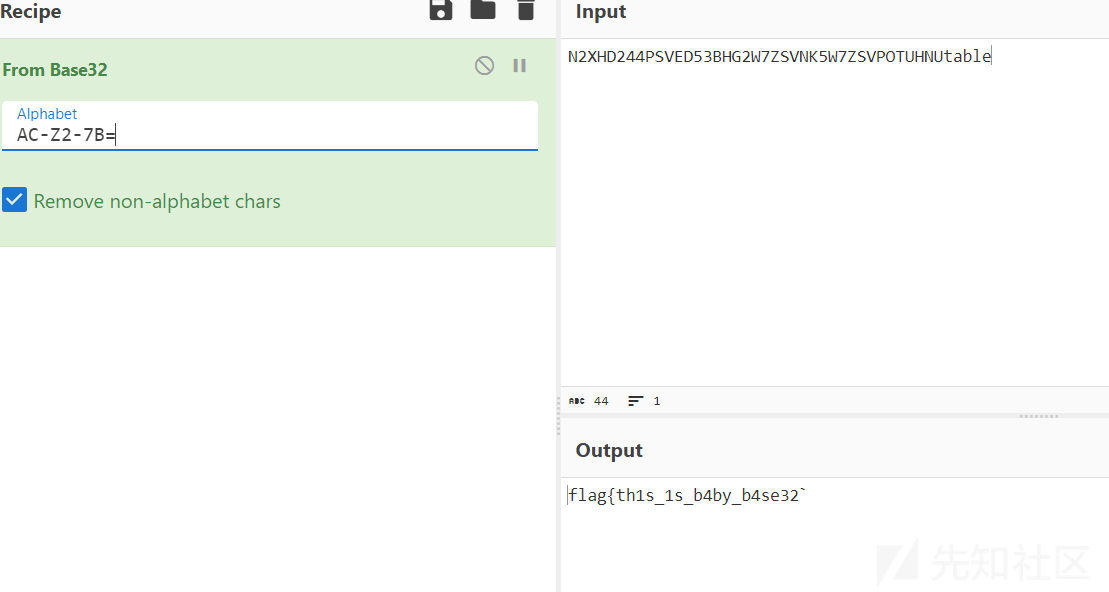 Recipe
From Base32
Alphabet
AC-Z2-7B=
Remove non-alphabet chars
Input
N2XHD244PSVED53BHG2W7ZSVNK5W7ZSVPOTUHNUtable
ABC 44 1
Output
flag{th1s_1s_b4by_b4se32`
先知社区